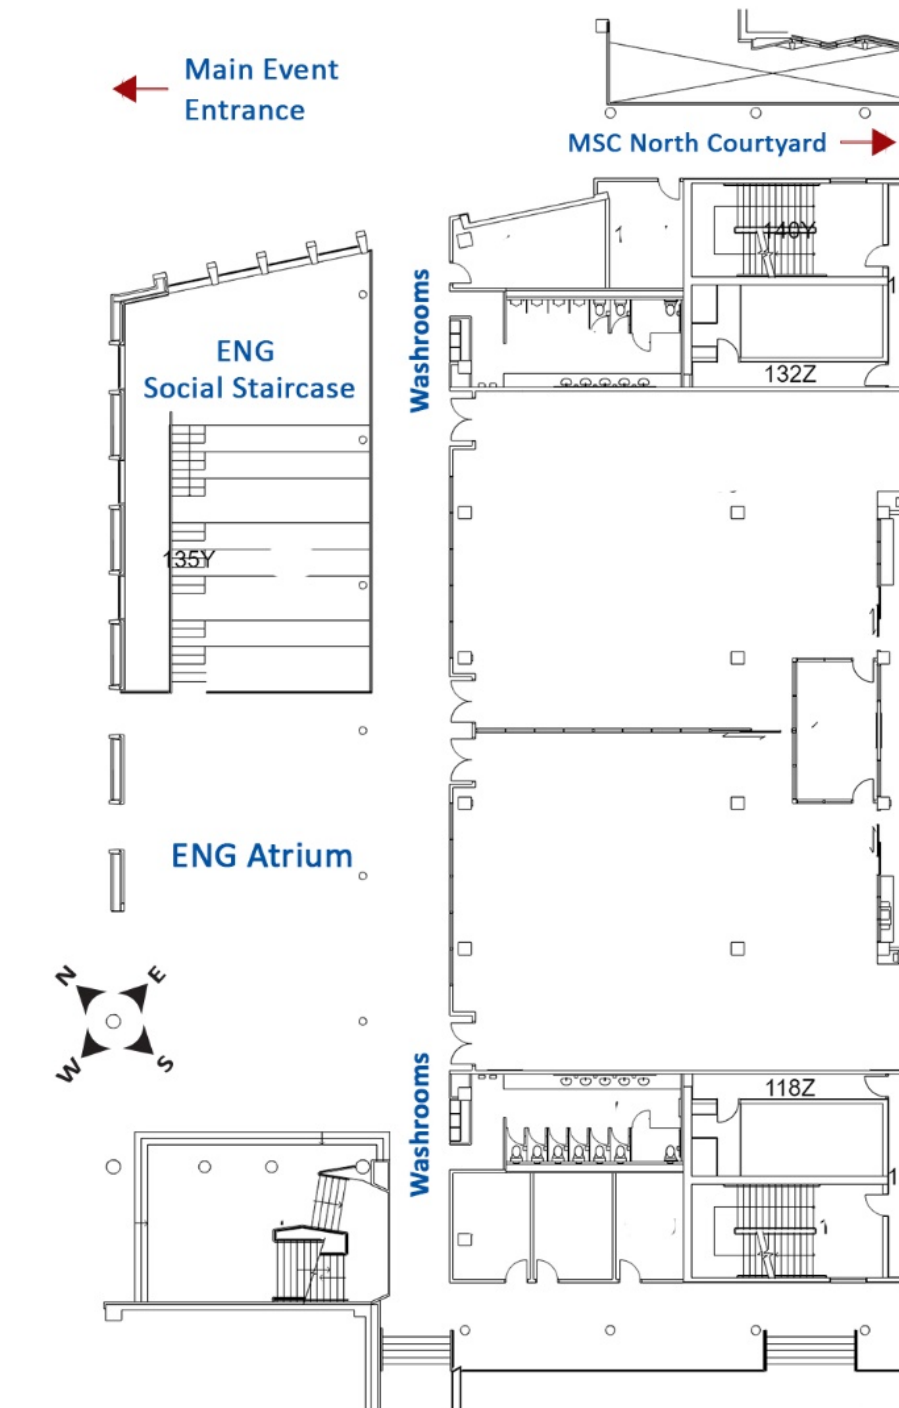 Main Event
Entrance
MSC North Courtyard
140Y
Washrooms
ENG
Social Staircase
132Z
135Y
ENG Atrium
N
E
W
S
Washrooms
118Z